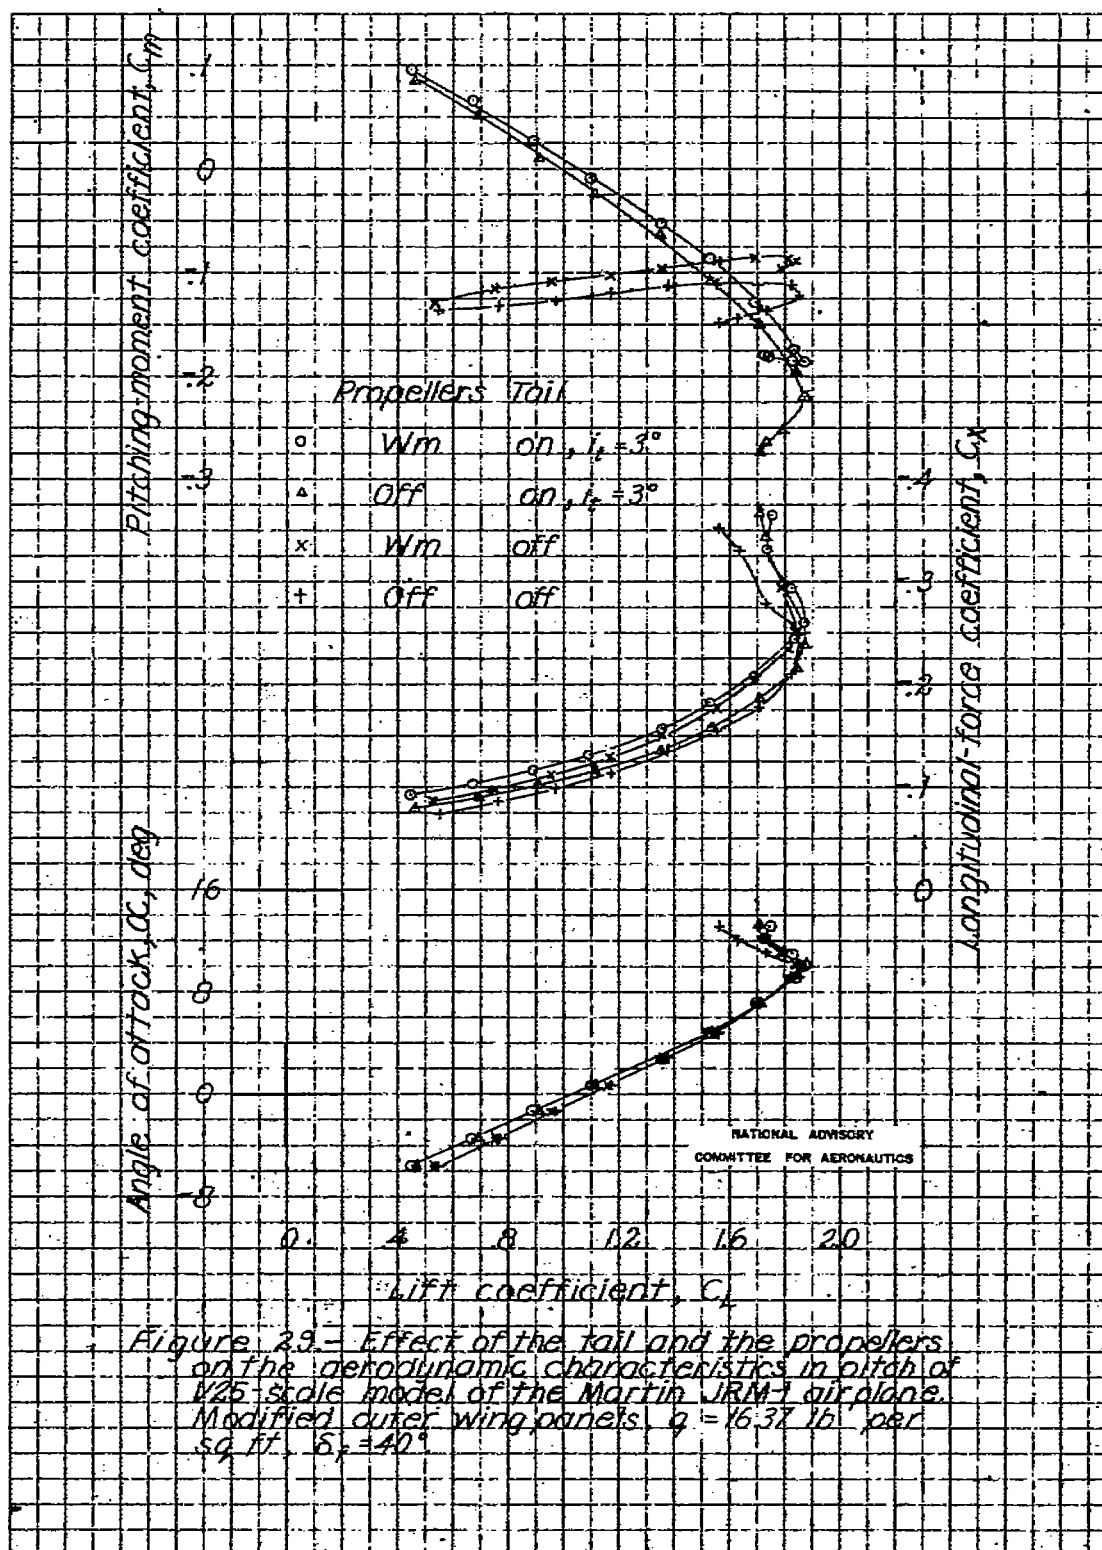 Pitching-moment coefficient, Cm
.1
0
-.1
-.2
-.3
Propellers Tail
o Wm on, it = 3°
△ Off on, it = 3°
x Wm off
+ Off off
Longitudinal-force coefficient, Cx
-.4
-.3
-.2
-.1
0
Angle of attack, α, deg
16
8
0
-8
NATIONAL ADVISORY
COMMITTEE FOR AERONAUTICS
0 .4 .8 1.2 1.6 2.0
Lift coefficient, CL
Figure 29.- Effect of the tail and the propellers
on the aerodynamic characteristics in pitch of
1/25-scale model of the Martin JRM-1 airplane.
Modified outer wing panels, q = 16.37 lb per
sq ft, δf = 40°